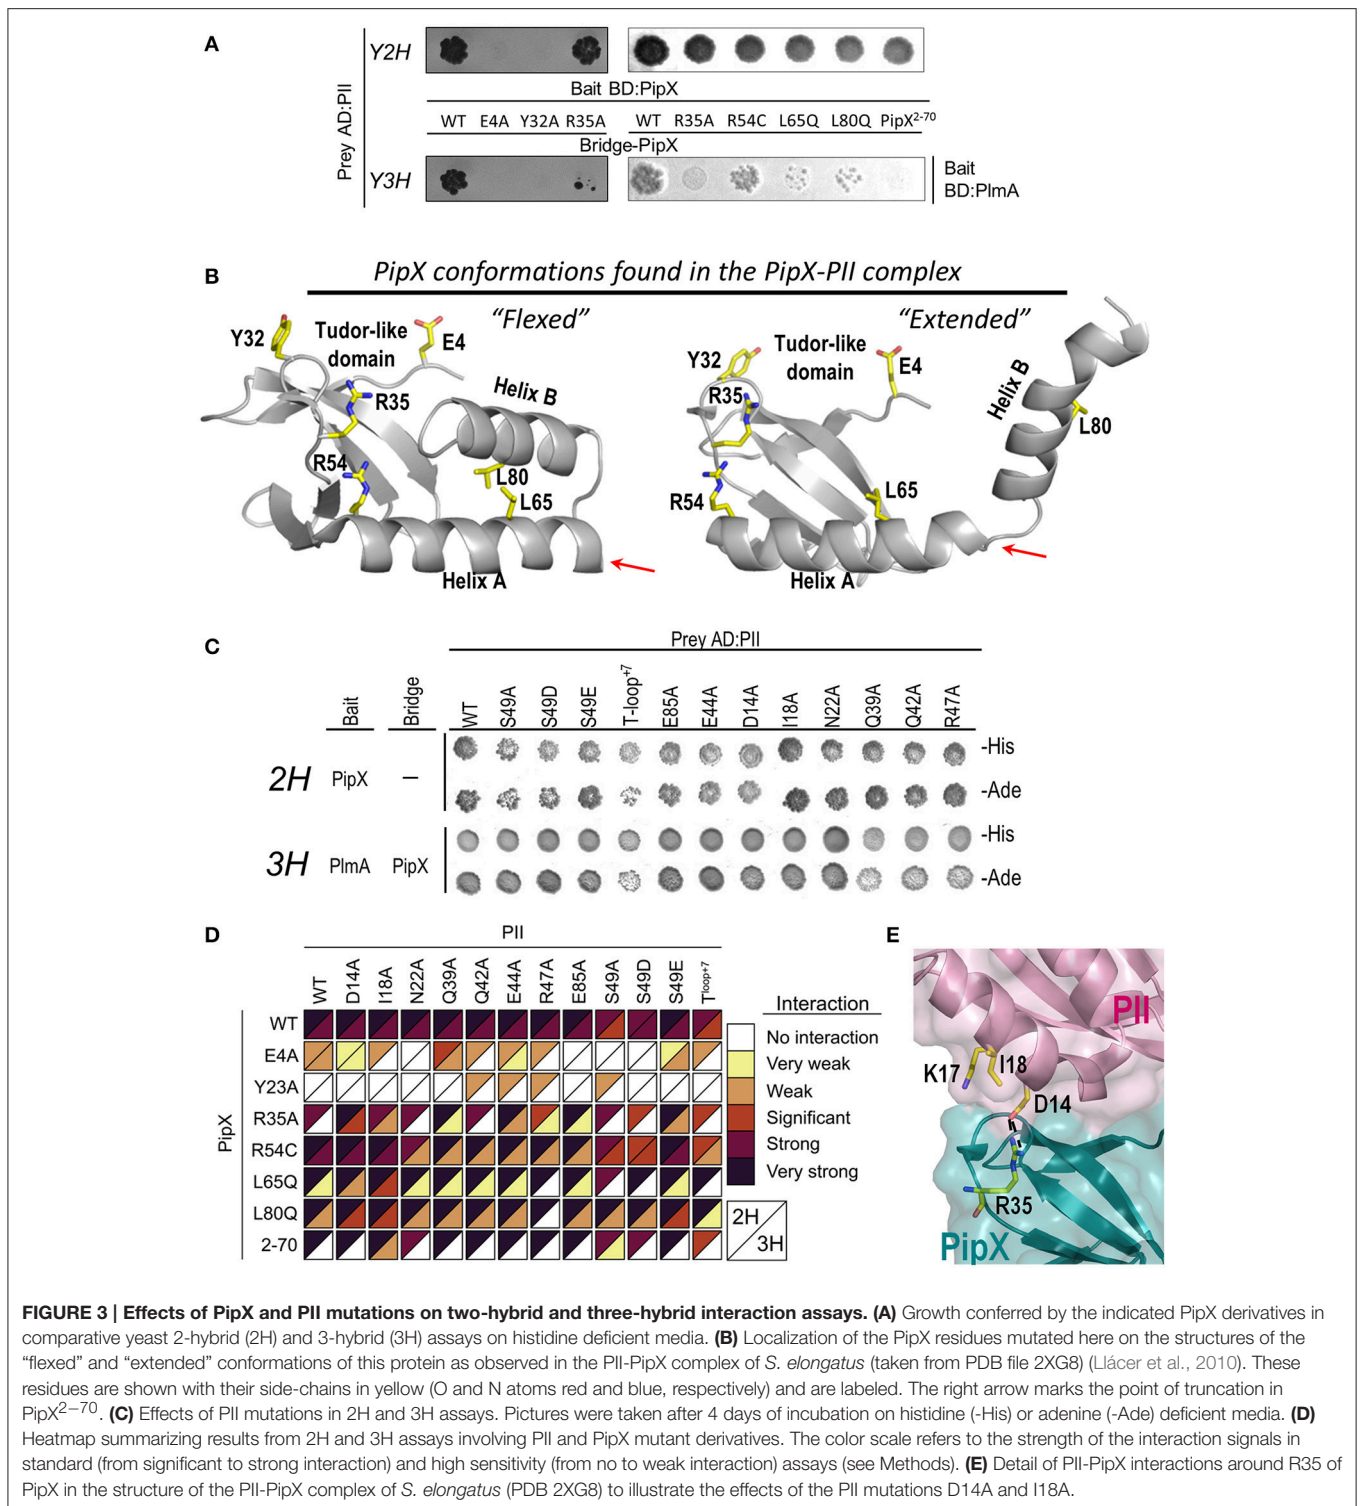 A
Prey AD:PII
Y2H
Bait BD:PipX
WT E4A Y32A R35A WT R35A R54C L65Q L80Q PipX2-70
Bridge-PipX
Y3H
Bait
BD:PlmA
B
PipX conformations found in the PipX-PII complex
“Flexed”
“Extended”
Y32
Tudor-like
domain
E4
R35
Helix B
R54
L80
L65
Helix A
Y32
Tudor-like
domain
E4
R35
Helix B
L80
R54
L65
Helix A
C
Prey AD:PII
Bait
Bridge
WT S49A S49D S49E T-loop+7 E85A E44A D14A I18A N22A Q39A Q42A R47A
2H PipX – -His
-Ade
3H PlmA PipX -His
-Ade
D
PII
WT D14A I18A N22A Q39A Q42A E44A R47A E85A S49A S49D S49E Tloop+7
PipX
WT
E4A
Y23A
R35A
R54C
L65Q
L80Q
2-70
Interaction
No interaction
Very weak
Weak
Significant
Strong
Very strong
2H
3H
E
PII
K17
I18
D14
R35
PipX
FIGURE 3 | Effects of PipX and PII mutations on two-hybrid and three-hybrid interaction assays. (A) Growth conferred by the indicated PipX derivatives in
comparative yeast 2-hybrid (2H) and 3-hybrid (3H) assays on histidine deficient media. (B) Localization of the PipX residues mutated here on the structures of the
“flexed” and “extended” conformations of this protein as observed in the PII-PipX complex of S. elongatus (taken from PDB file 2XG8) (Llácer et al., 2010). These
residues are shown with their side-chains in yellow (O and N atoms red and blue, respectively) and are labeled. The right arrow marks the point of truncation in
PipX2−70. (C) Effects of PII mutations in 2H and 3H assays. Pictures were taken after 4 days of incubation on histidine (-His) or adenine (-Ade) deficient media. (D)
Heatmap summarizing results from 2H and 3H assays involving PII and PipX mutant derivatives. The color scale refers to the strength of the interaction signals in
standard (from significant to strong interaction) and high sensitivity (from no to weak interaction) assays (see Methods). (E) Detail of PII-PipX interactions around R35 of
PipX in the structure of the PII-PipX complex of S. elongatus (PDB 2XG8) to illustrate the effects of the PII mutations D14A and I18A.